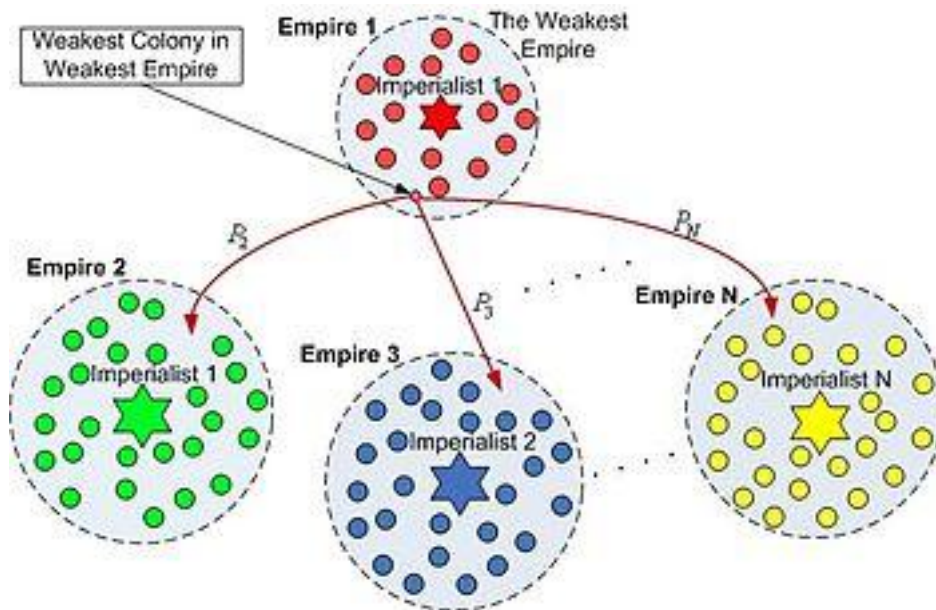 Weakest Colony in
Weakest Empire
Empire 1
The Weakest
Empire
Imperialist 1
P2
PN
Empire 2
P3
Empire N
Imperialist 1
Empire 3
Imperialist N
Imperialist 2